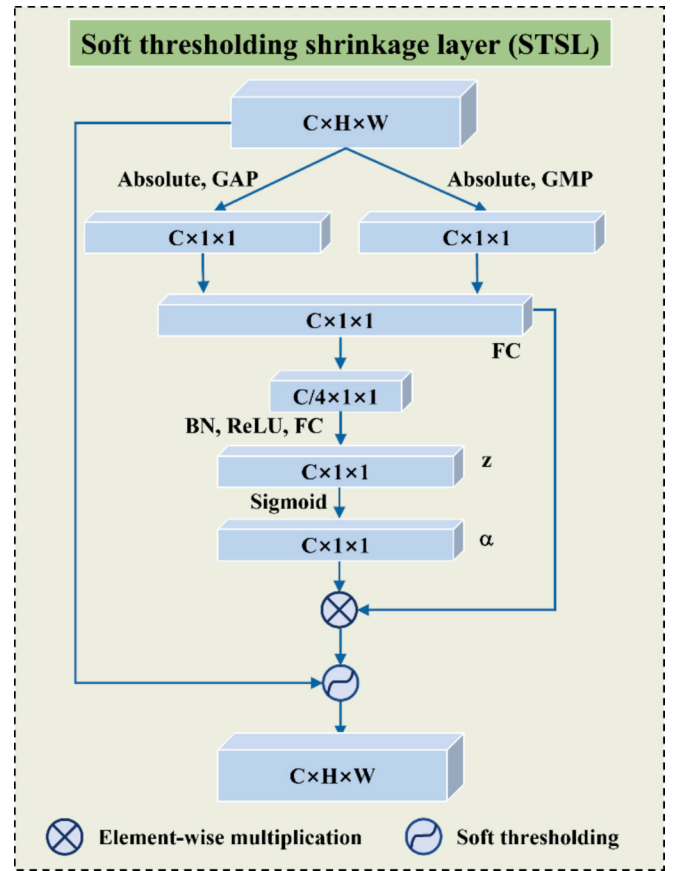 Soft thresholding shrinkage layer (STSL)
C×H×W
Absolute, GAP
Absolute, GMP
C×1×1
C×1×1
C×1×1
FC
C/4×1×1
BN, ReLU, FC
C×1×1
z
Sigmoid
C×1×1
α
C×H×W
Element-wise multiplication
Soft thresholding